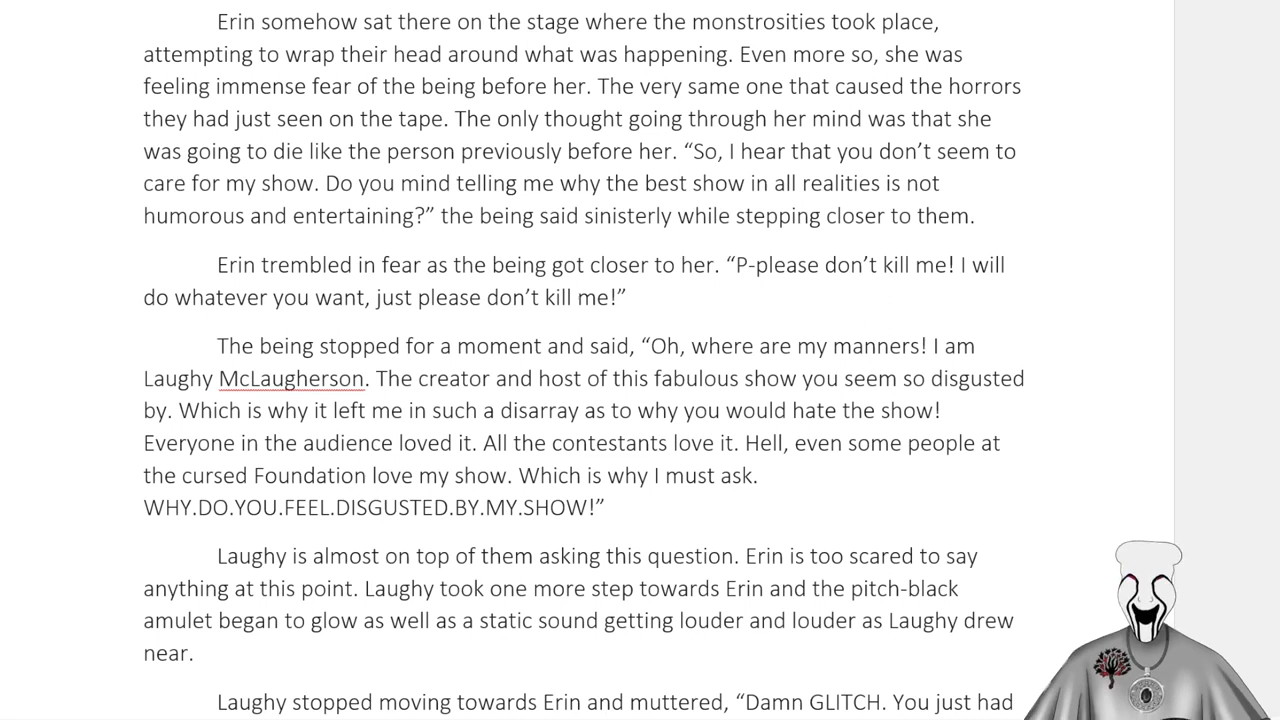 Erin somehow sat there on the stage where the monstrosities took place,
attempting to wrap their head around what was happening. Even more so, she was
feeling immense fear of the being before her. The very same one that caused the horrors
they had just seen on the tape. The only thought going through her mind was that she
was going to die like the person previously before her. “So, I hear that you don’t seem to
care for my show. Do you mind telling me why the best show in all realities is not
humorous and entertaining?” the being said sinisterly while stepping closer to them.
Erin trembled in fear as the being got closer to her. “P-please don’t kill me! I will
do whatever you want, just please don’t kill me!”
The being stopped for a moment and said, “Oh, where are my manners! I am
Laughy McLaugherson. The creator and host of this fabulous show you seem so disgusted
by. Which is why it left me in such a disarray as to why you would hate the show!
Everyone in the audience loved it. All the contestants love it. Hell, even some people at
the cursed Foundation love my show. Which is why I must ask.
WHY.DO.YOU.FEEL.DISGUSTED.BY.MY.SHOW!”
Laughy is almost on top of them asking this question. Erin is too scared to say
anything at this point. Laughy took one more step towards Erin and the pitch-black
amulet began to glow as well as a static sound getting louder and louder as Laughy drew
near.
Laughy stopped moving towards Erin and muttered, “Damn GLITCH. You just had